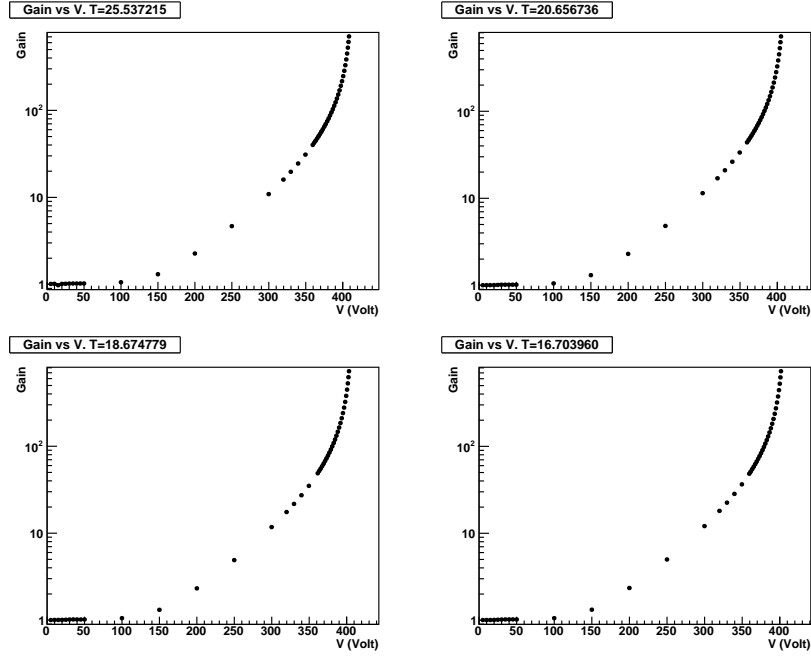 Gain vs V. T=25.537215
Gain
10²
10
1
0 50 100 150 200 250 300 350 400
V (Volt)
Gain vs V. T=20.656736
Gain
10²
10
1
0 50 100 150 200 250 300 350 400
V (Volt)
Gain vs V. T=18.674779
Gain
10²
10
1
0 50 100 150 200 250 300 350 400
V (Volt)
Gain vs V. T=16.703960
Gain
10²
10
1
0 50 100 150 200 250 300 350 400
V (Volt)